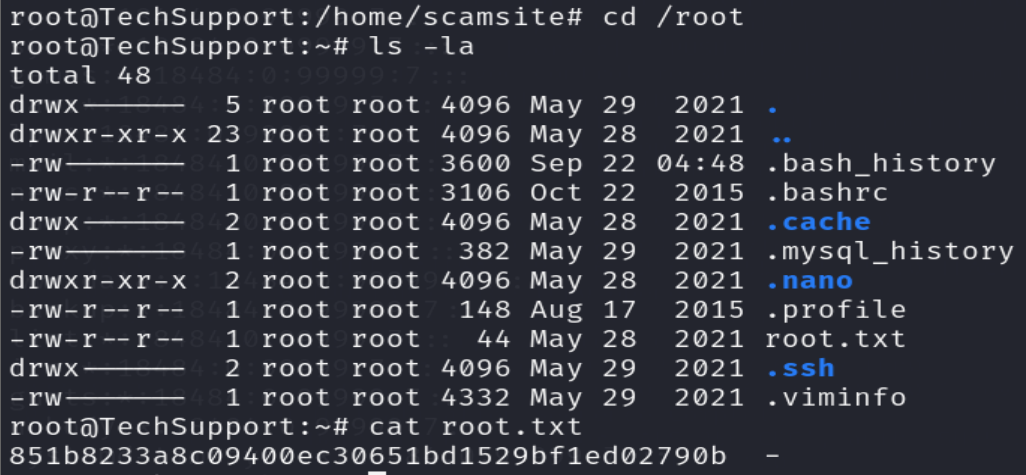 root@TechSupport:/home/scamsite# cd /root
root@TechSupport:~# ls -la
total 48
drwx------  5 root root 4096 May 29  2021 .
drwxr-xr-x 23 root root 4096 May 28  2021 ..
-rw-------  1 root root 3600 Sep 22 04:48 .bash_history
-rw-r--r--  1 root root 3106 Oct 22  2015 .bashrc
drwx------  2 root root 4096 May 28  2021 .cache
-rw-------  1 root root  382 May 29  2021 .mysql_history
drwxr-xr-x  2 root root 4096 May 28  2021 .nano
-rw-r--r--  1 root root  148 Aug 17  2015 .profile
-rw-r--r--  1 root root   44 May 28  2021 root.txt
drwx------  2 root root 4096 May 29  2021 .ssh
-rw-------  1 root root 4332 May 29  2021 .viminfo
root@TechSupport:~# cat root.txt
851b8233a8c09400ec30651bd1529bf1ed02790b  -